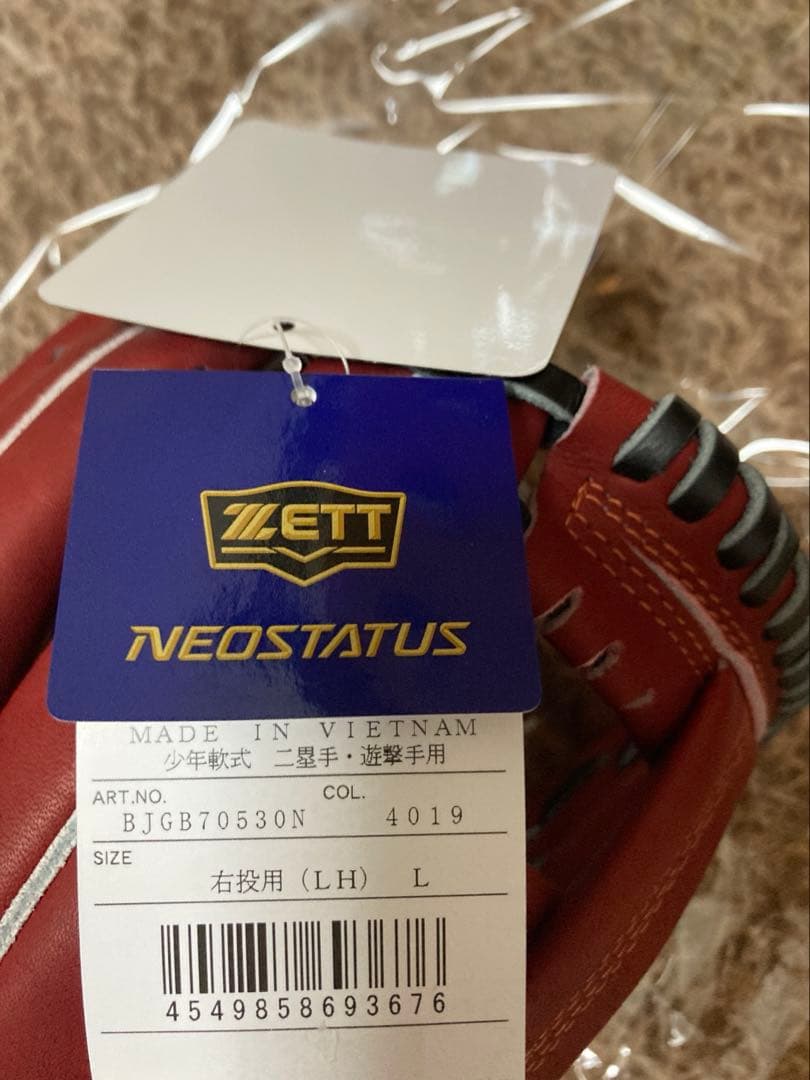 ZETT
NEOSTATUS
MADE IN VIETNAM
少年軟式 二塁手・遊撃手用
ART.NO. COL.
BJGB70530N 4019
SIZE
右投用（LH） L
4549858693676